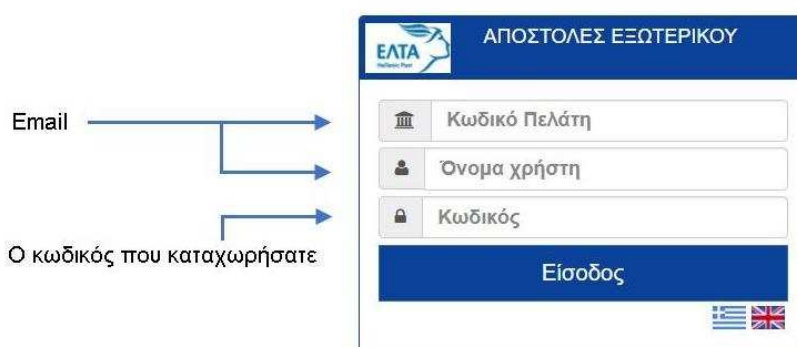 ΕΛΤΑ
Hellenic Post
ΑΠΟΣΤΟΛΕΣ ΕΞΩΤΕΡΙΚΟΥ
Email
Κωδικό Πελάτη
Όνομα χρήστη
Κωδικός
Ο κωδικός που καταχωρήσατε
Είσοδος